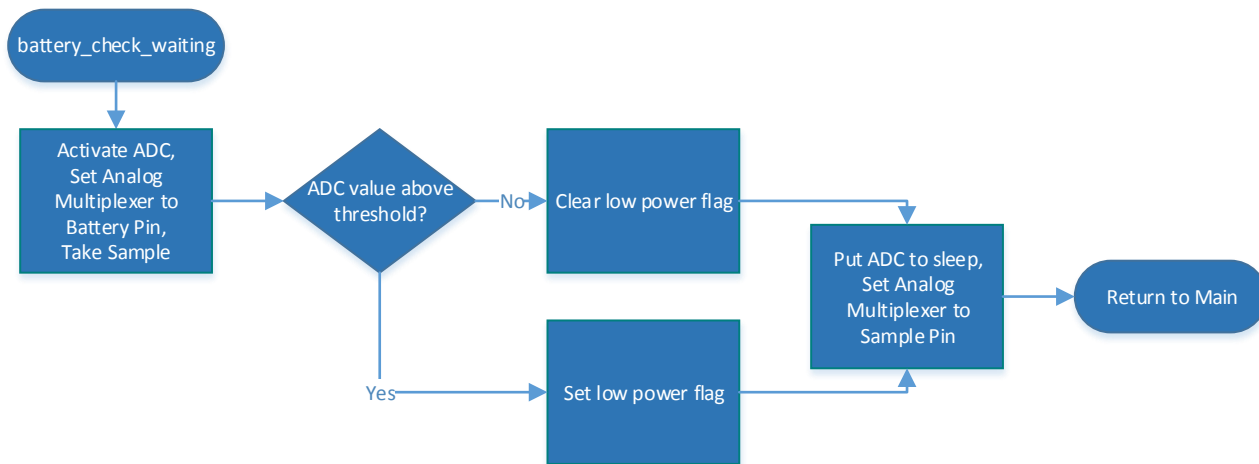 battery_check_waiting
Activate ADC,
Set Analog
Multiplexer to
Battery Pin,
Take Sample
ADC value above
threshold?
No
Clear low power flag
Yes
Set low power flag
Put ADC to sleep,
Set Analog
Multiplexer to
Sample Pin
Return to Main